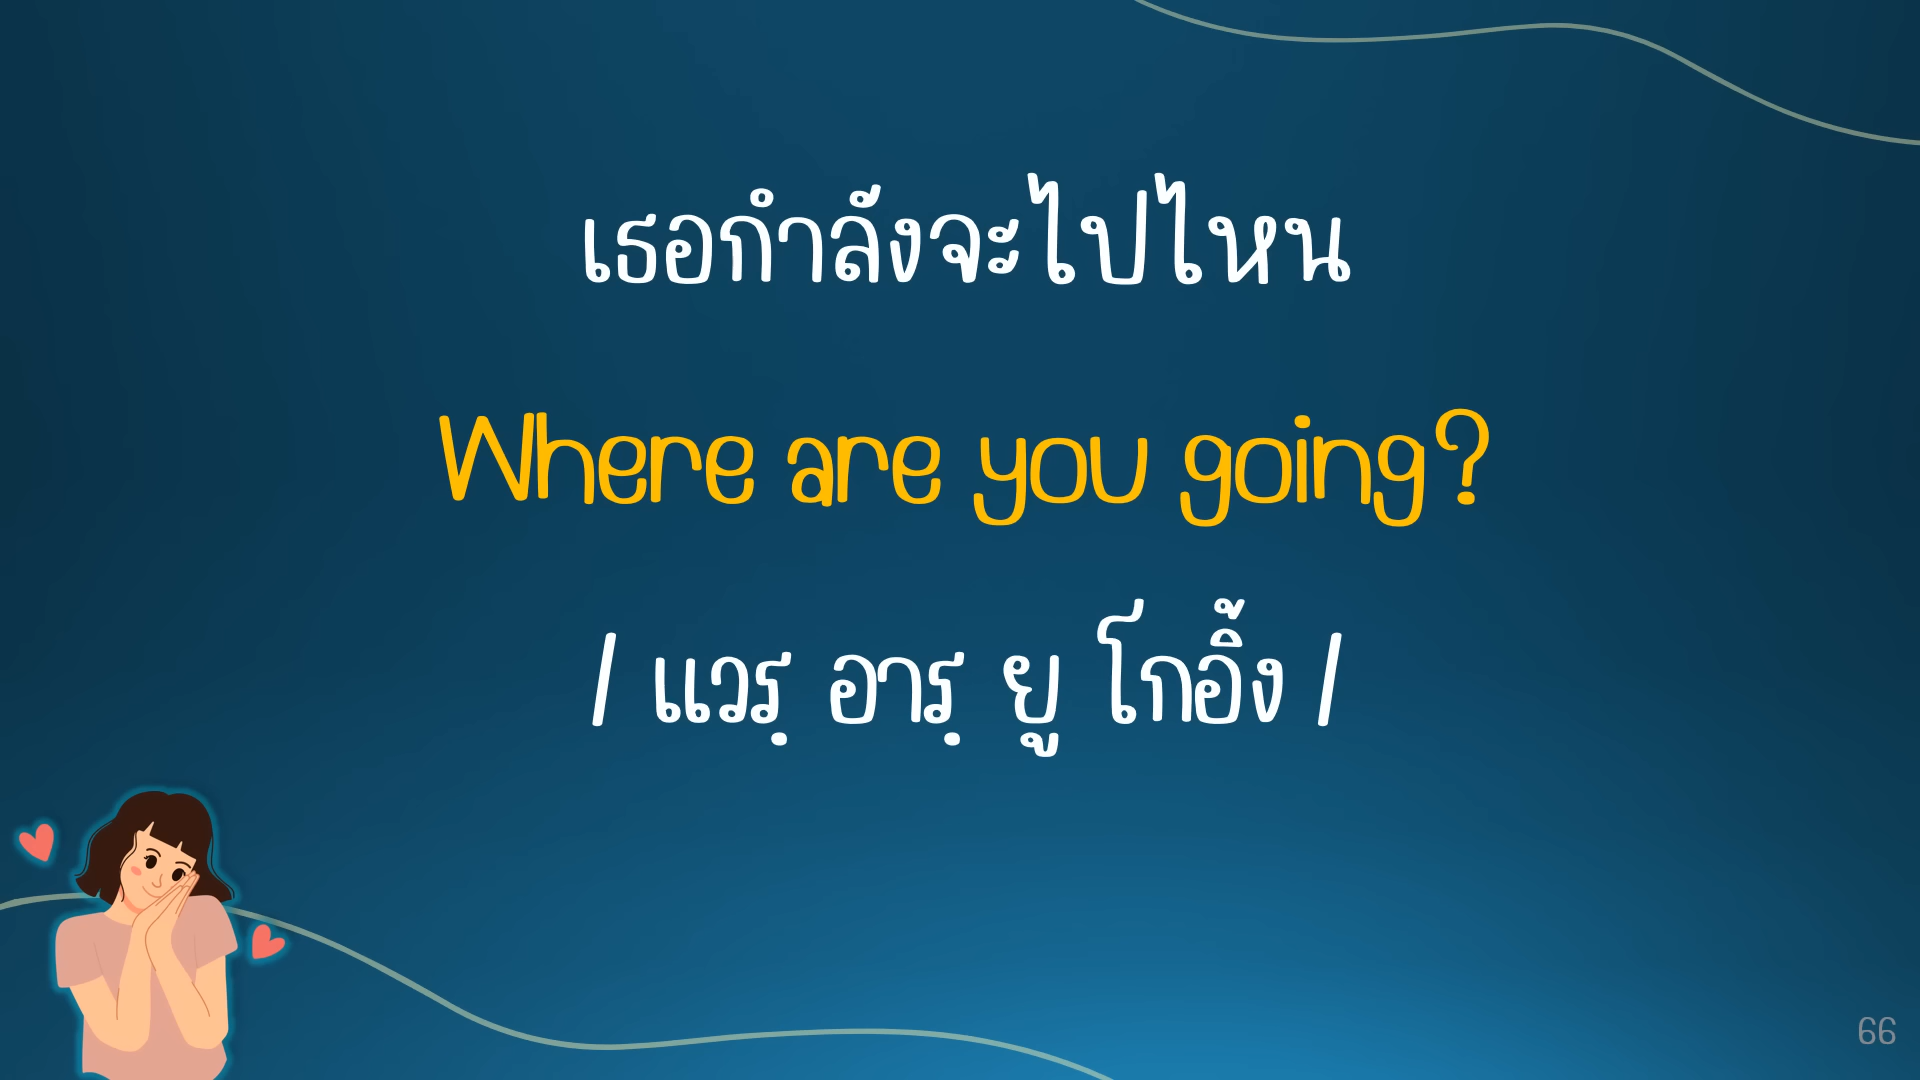 เธอกำลังจะไปไหน
Where are you going?
/ แวรฺ อารฺ ยู โกอิ้ง /
66